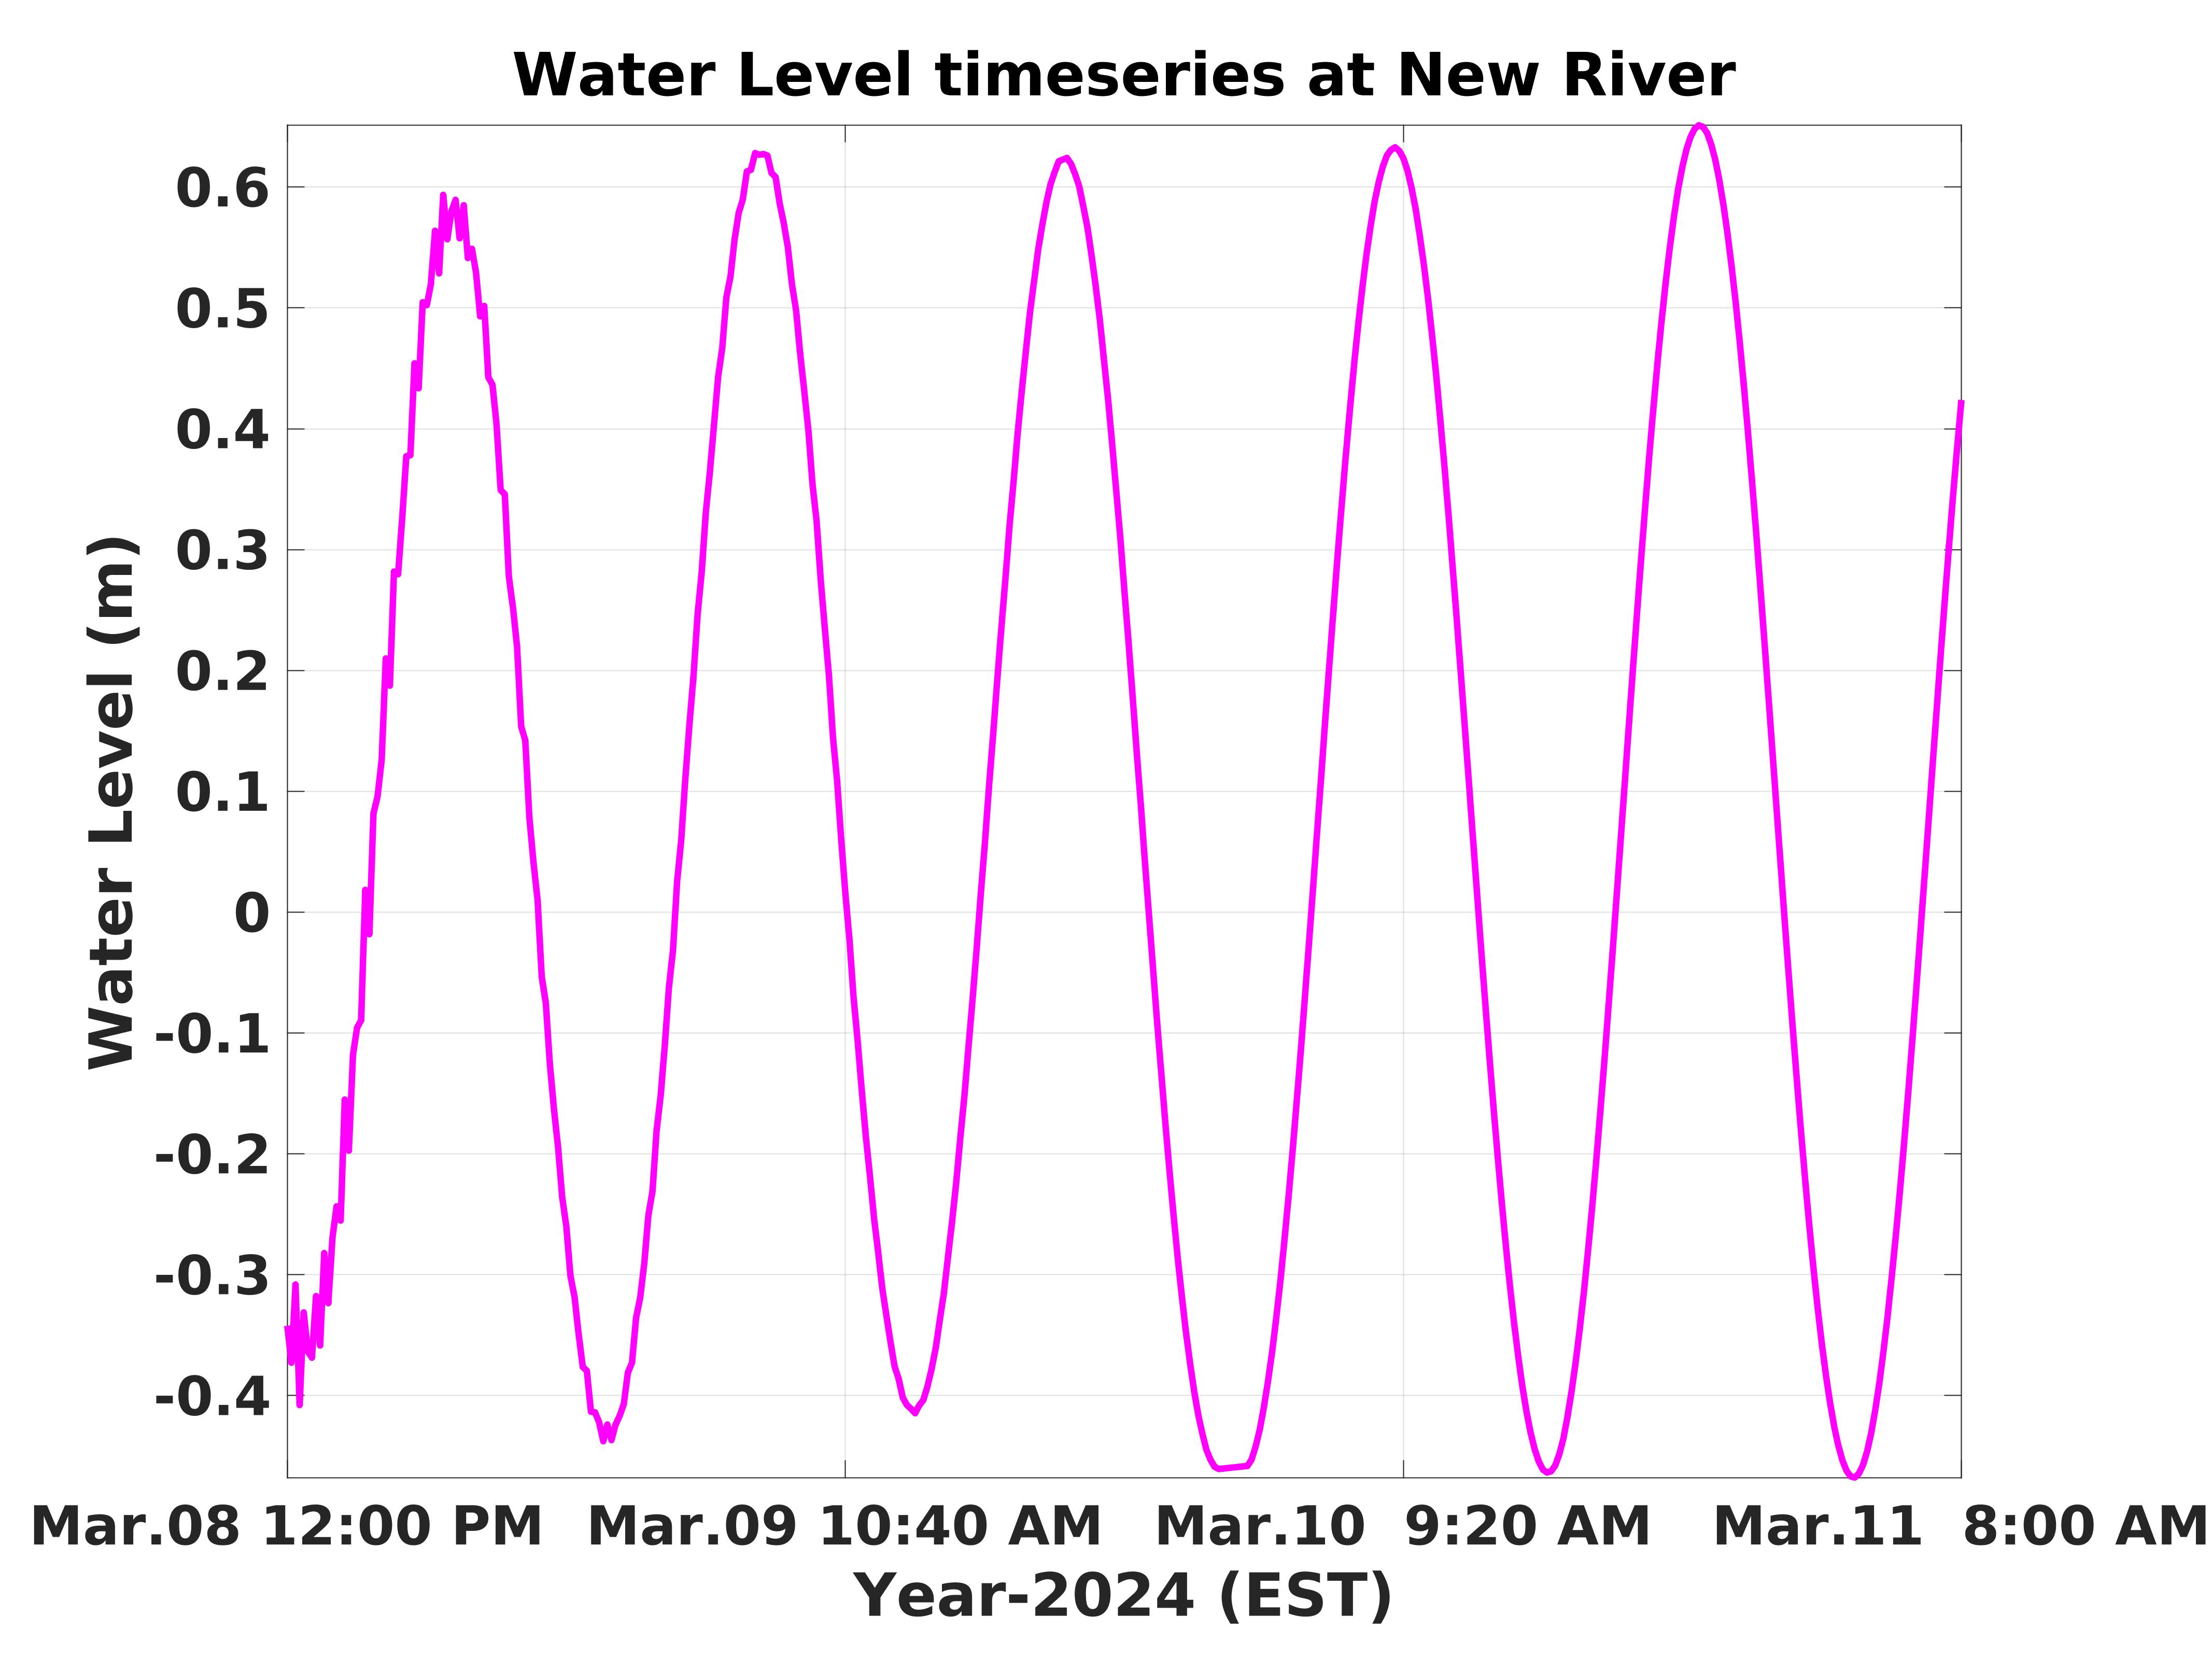 Water Level timeseries at New River
Water Level (m)
0.6
0.5
0.4
0.3
0.2
0.1
0
-0.1
-0.2
-0.3
-0.4
Mar.08 12:00 PM Mar.09 10:40 AM Mar.10 9:20 AM Mar.11 8:00 AM
Year-2024 (EST)